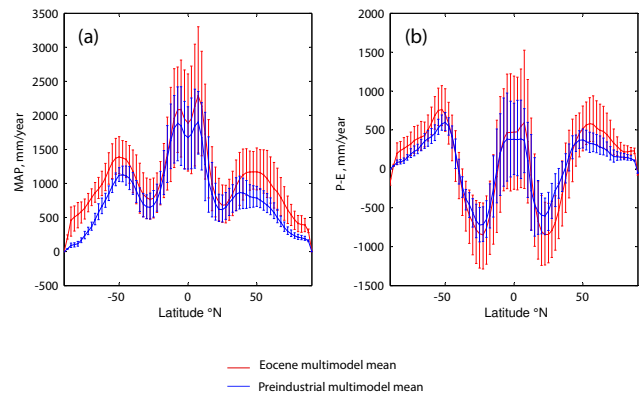 (a)
3500
3000
2500
2000
1500
1000
500
0
-500
MAP, mm/year
-50
0
50
Latitude °N
(b)
2000
1500
1000
500
0
-500
-1000
-1500
P-E, mm/year
-50
0
50
Latitude °N
Eocene multimodel mean
Preindustrial multimodel mean